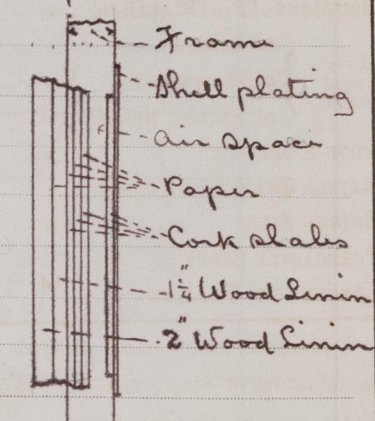 Frame
Shell plating
air space
Paper
Cork slabs
1¼" Wood Linin
2" Wood Linin